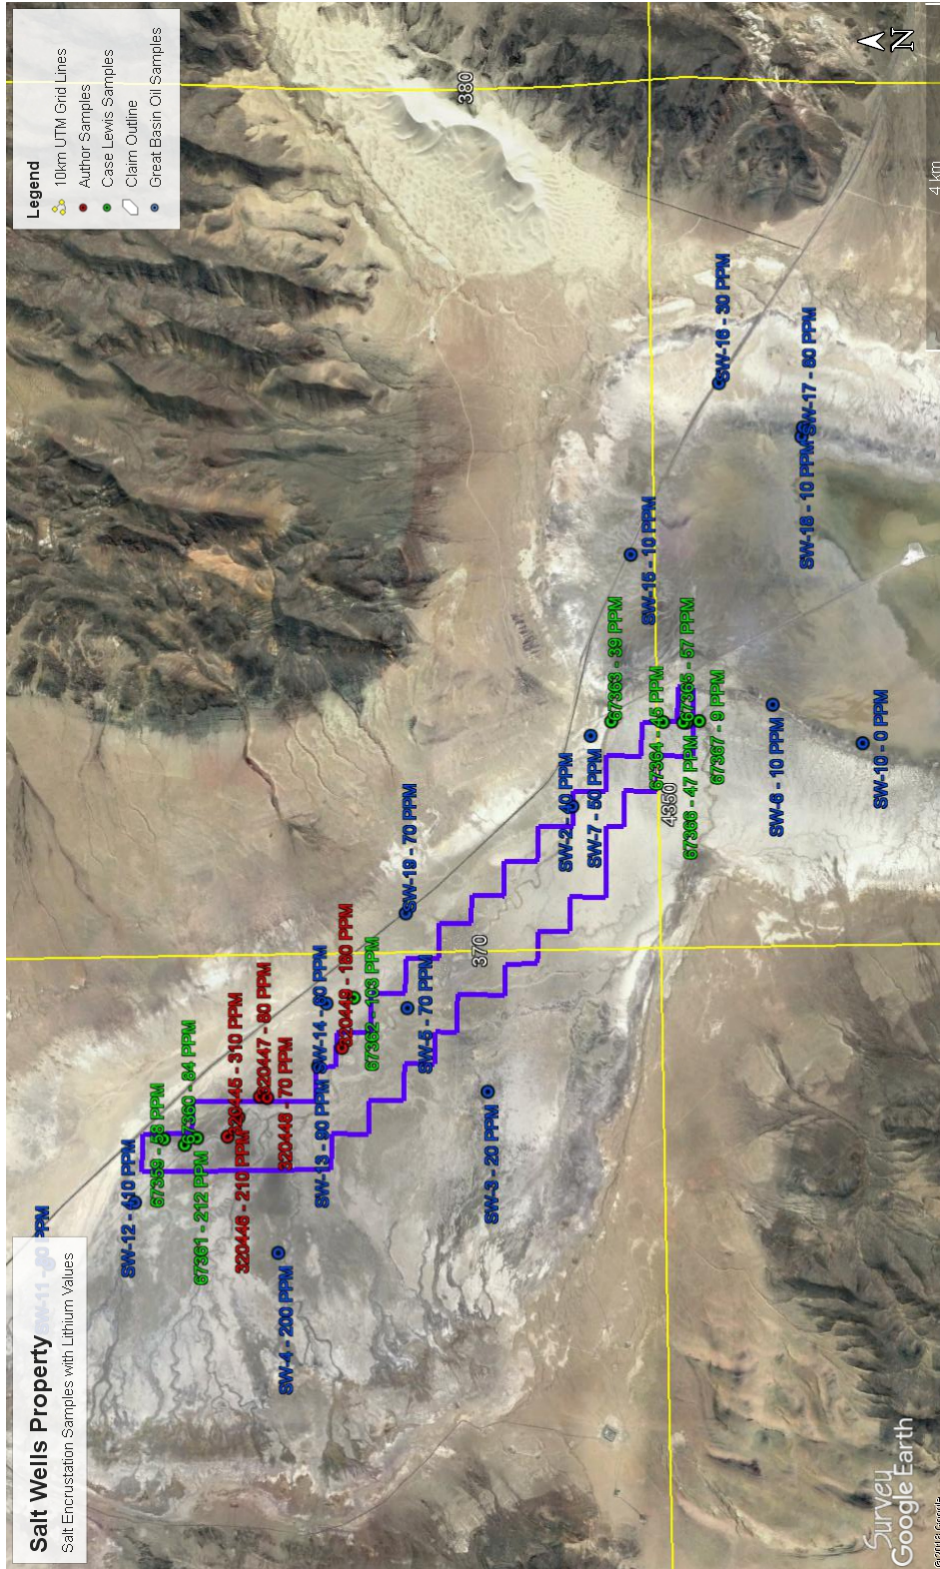 Salt Wells Property
Salt Encrustation Samples with Lithium Values
Legend
10km UTM Grid Lines
Author Samples
Case Lewis Samples
Claim Outline
Great Basin Oil Samples
SW-12 - 410 PPM
67359 - 58 PPM
67360 - 84 PPM
67361 - 212 PPM
320445 - 310 PPM
320446 - 210 PPM
320447 - 80 PPM
320448 - 70 PPM
SW-4 - 200 PPM
SW-13 - 90 PPM
SW-14 - 60 PPM
320449 - 180 PPM
67362 - 103 PPM
SW-19 - 70 PPM
SW-5 - 70 PPM
370
380
SW-3 - 20 PPM
SW-7 - 50 PPM
67363 - 39 PPM
SW-15 - 10 PPM
67364 - 45 PPM
4350
67365 - 57 PPM
67366 - 47 PPM
67367 - 9 PPM
SW-16 - 30 PPM
SW-6 - 10 PPM
SW-18 - 10 PPM
SW-17 - 80 PPM
SW-10 - 0 PPM
Survey
Google Earth
N
4 km